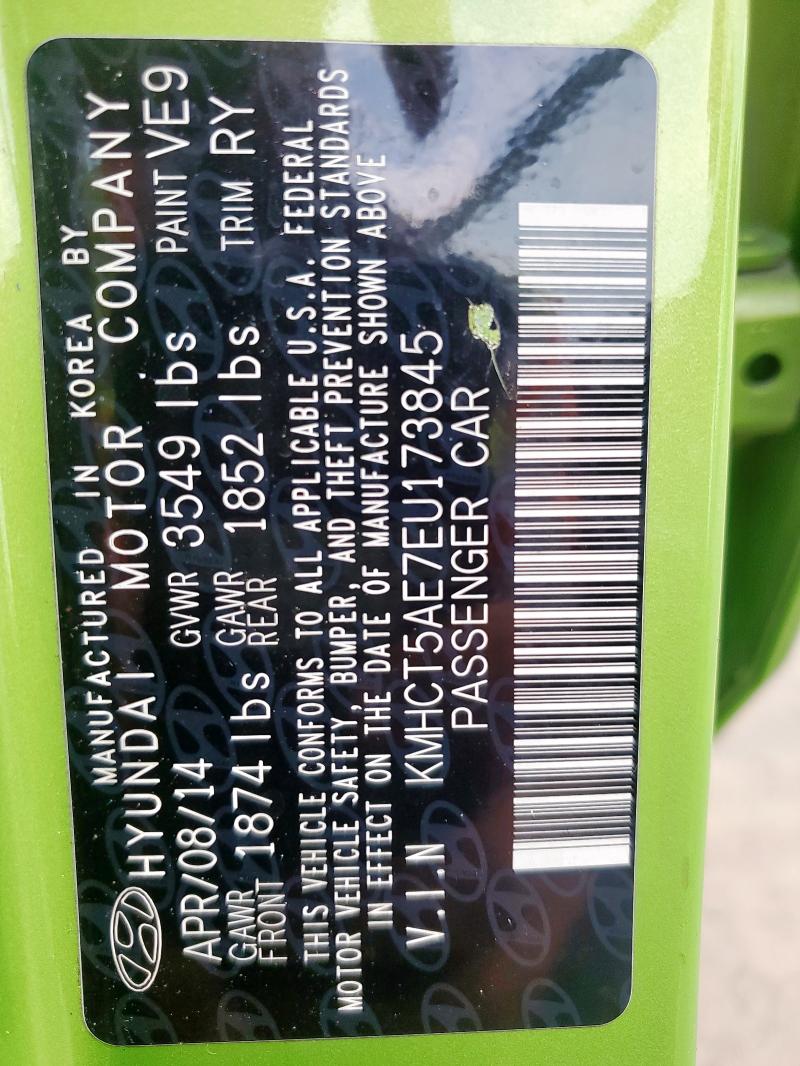 MANUFACTURED IN KOREA BY
HYUNDAI MOTOR COMPANY
APR/08/14 GVWR 3549 lbs PAINT VE9
GAWR FRONT 1874 lbs GAWR REAR 1852 lbs TRIM RY
THIS VEHICLE CONFORMS TO ALL APPLICABLE U.S.A. FEDERAL
MOTOR VEHICLE SAFETY, BUMPER, AND THEFT PREVENTION STANDARDS
IN EFFECT ON THE DATE OF MANUFACTURE SHOWN ABOVE
V.I.N KMHCT5AE7EU173845
PASSENGER CAR